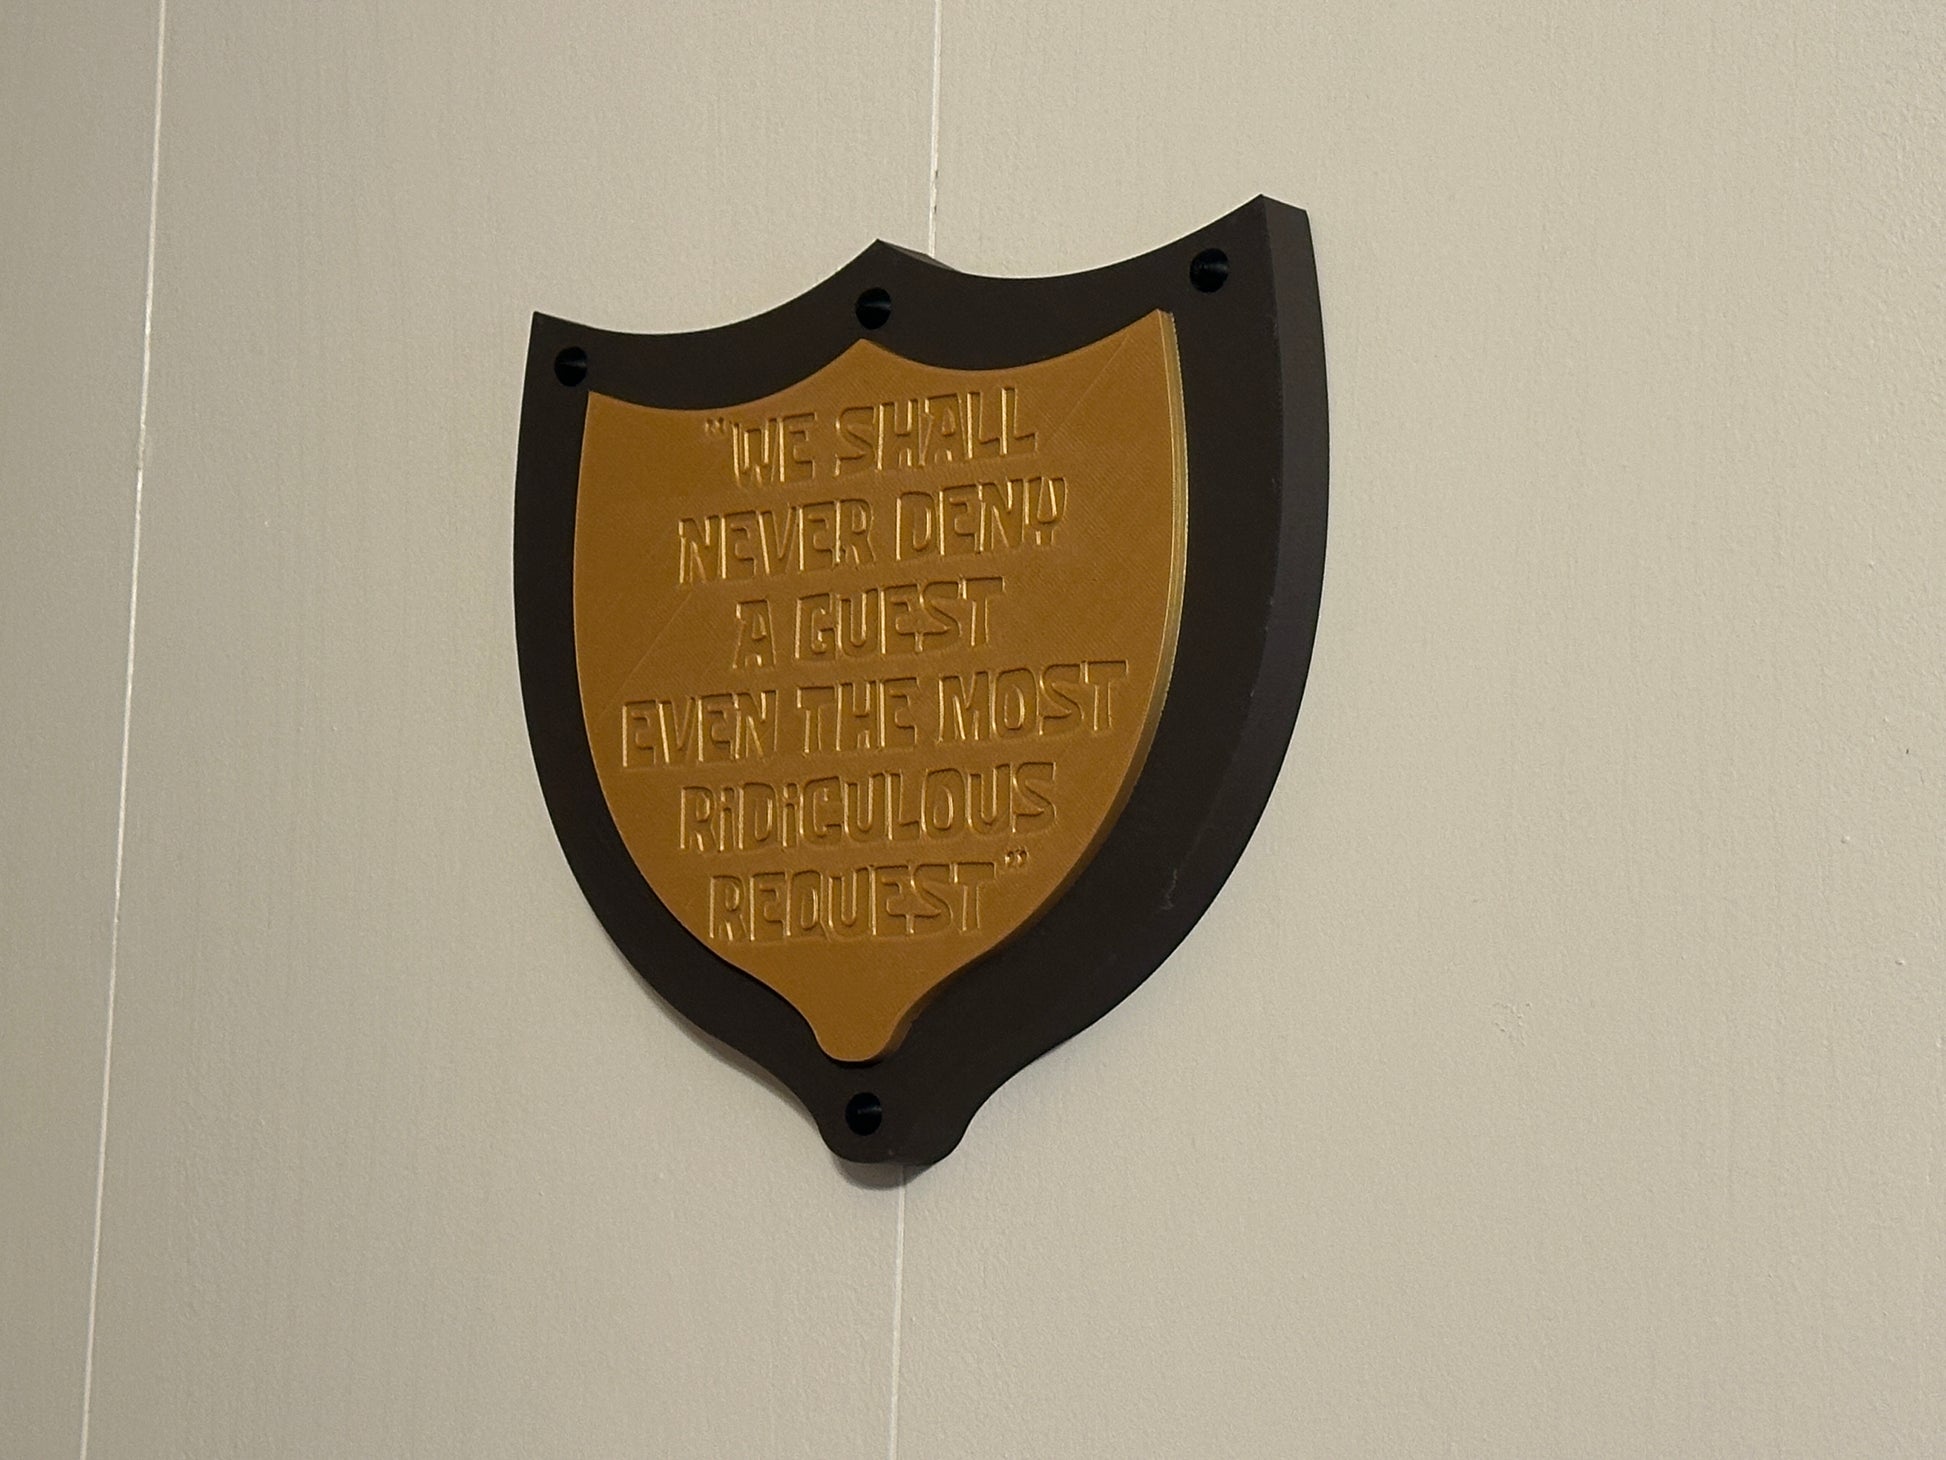 “WE SHALL
NEVER DENY
A GUEST
EVEN THE MOST
RiDiCULOUS
REQUEST”